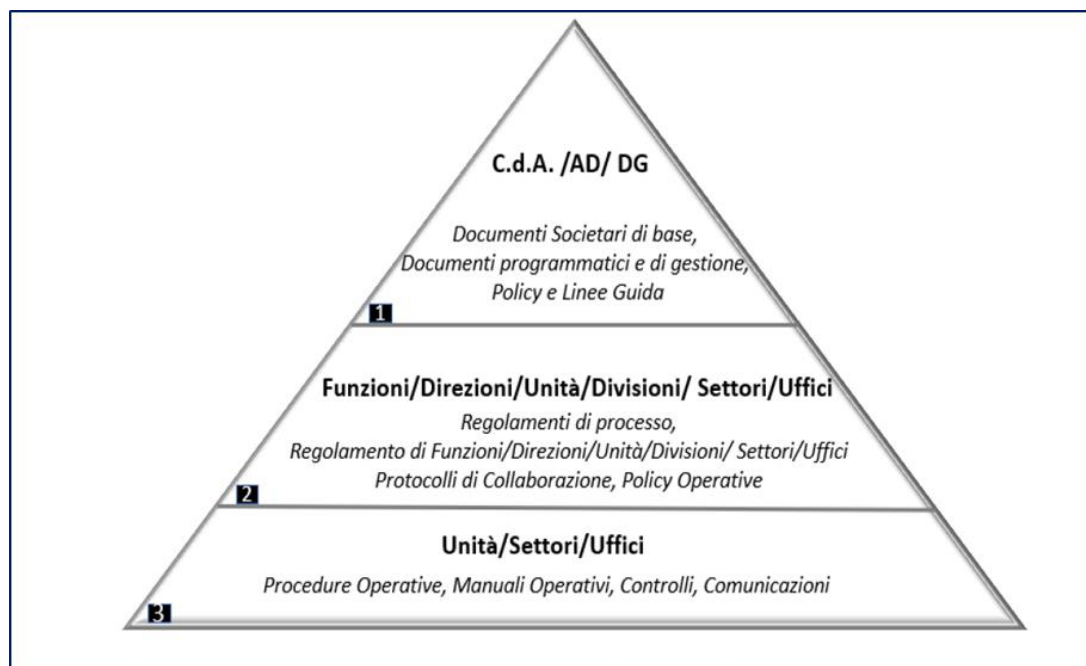 C.d.A. /AD/ DG
Documenti Societari di base,
Documenti programmatici e di gestione,
Policy e Linee Guida
1
Funzioni/Direzioni/Unità/Divisioni/ Settori/Uffici
Regolamenti di processo,
Regolamento di Funzioni/Direzioni/Unità/Divisioni/ Settori/Uffici
Protocolli di Collaborazione, Policy Operative
2
Unità/Settori/Uffici
Procedure Operative, Manuali Operativi, Controlli, Comunicazioni
3